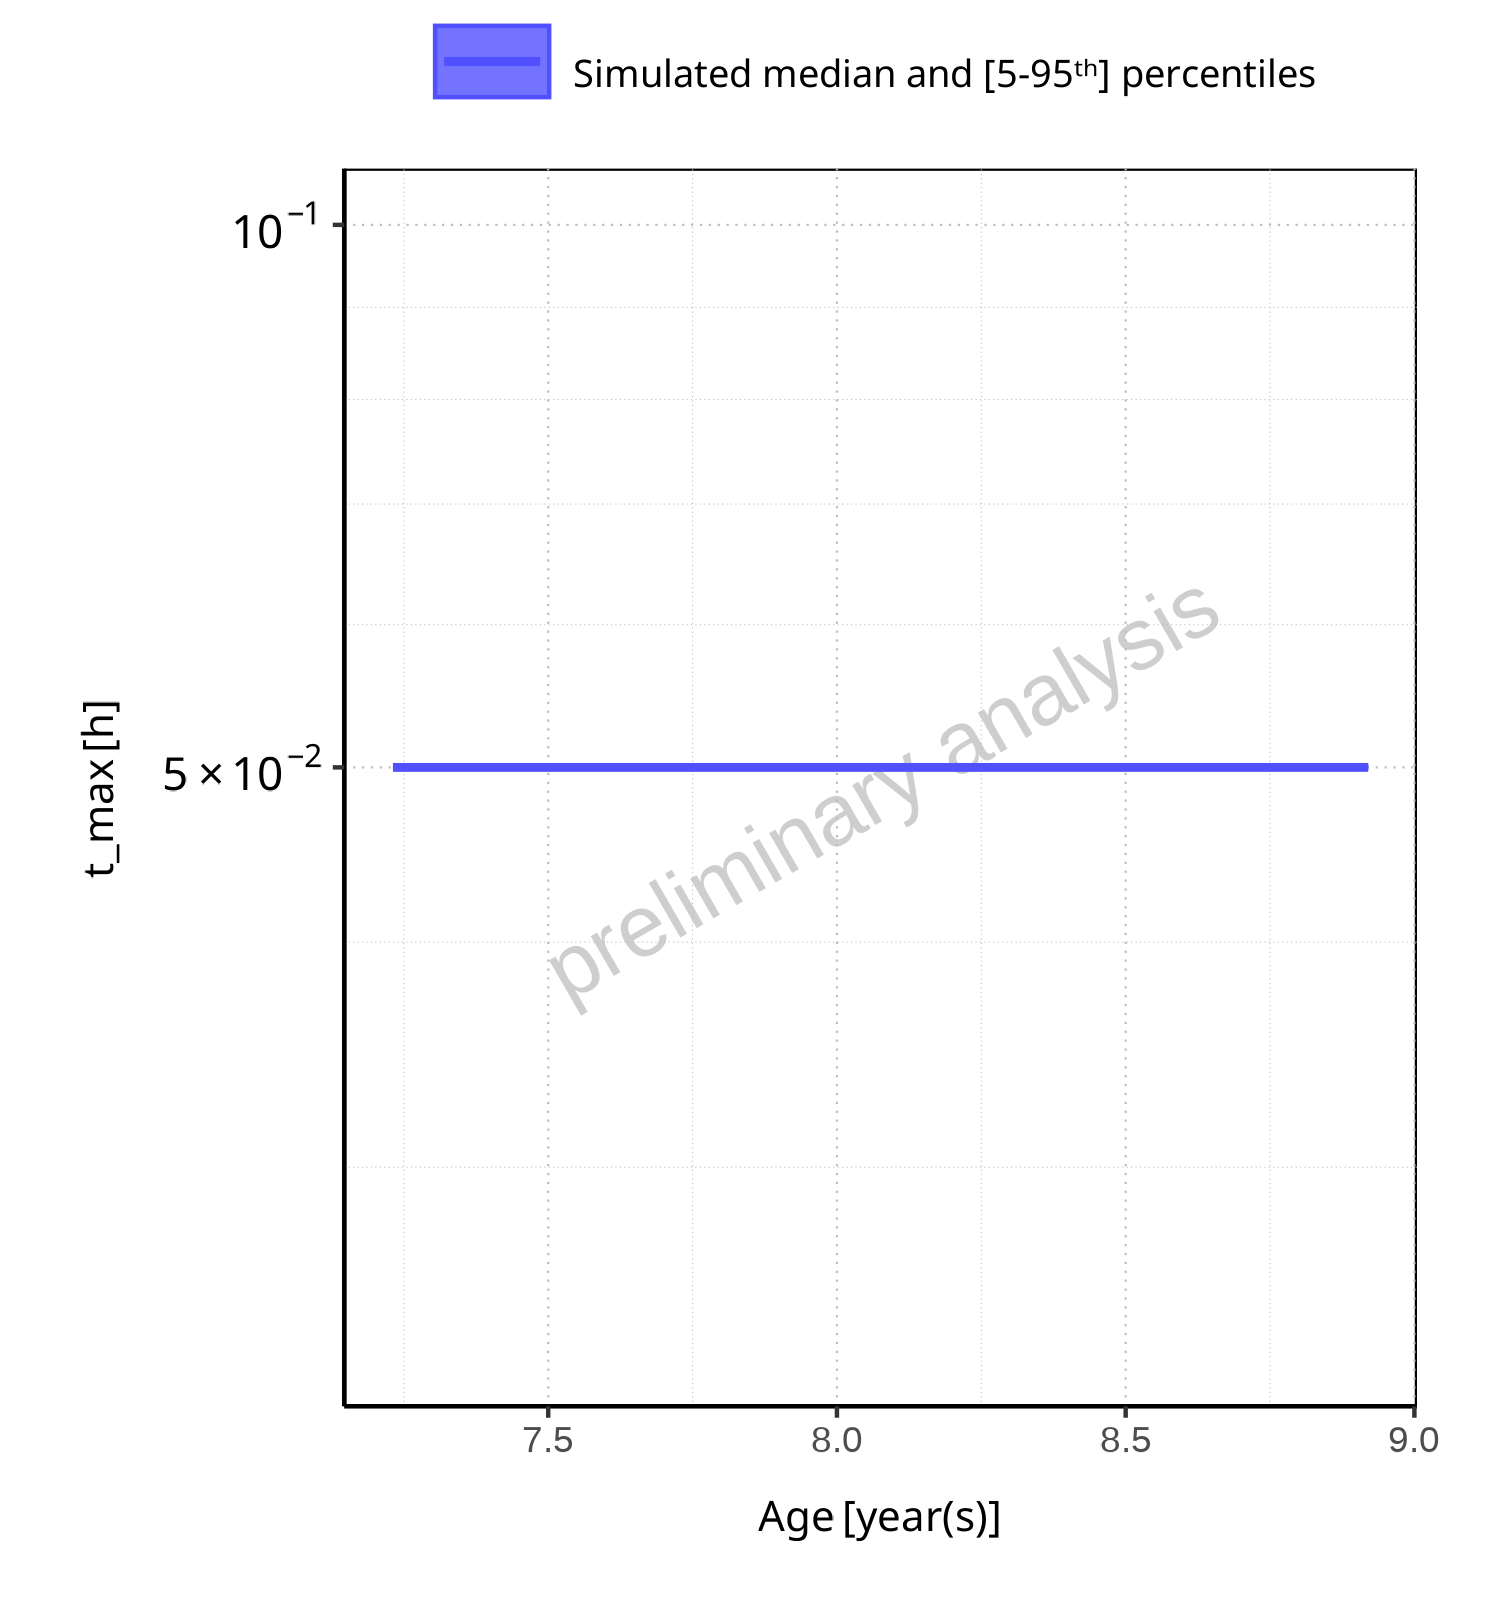 Simulated median and [5-95ᵗʰ] percentiles
10⁻¹
5 × 10⁻²
t_max [h]
preliminary analysis
7.5 8.0 8.5 9.0
Age [year(s)]